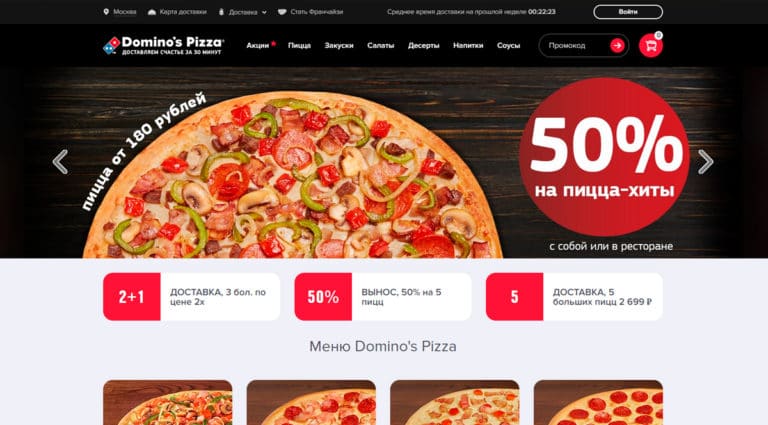 Москва
Карта доставки
Доставка
Стать Франчайзи
Среднее время доставки на прошлой неделе 00:22:23
Войти
Domino's Pizza®
ДОСТАВЛЯЕМ СЧАСТЬЕ ЗА 30 МИНУТ
Акции
Пицца
Закуски
Салаты
Десерты
Напитки
Соусы
Промокод
0
пицца от 180 рублей
50%
на пицца-хиты
с собой или в ресторане
2+1
ДОСТАВКА, 3 бол. по
цене 2х
50%
ВЫНОС, 50% на 5
пицц
5
ДОСТАВКА, 5
больших пицц 2 699 ₽
Меню Domino's Pizza